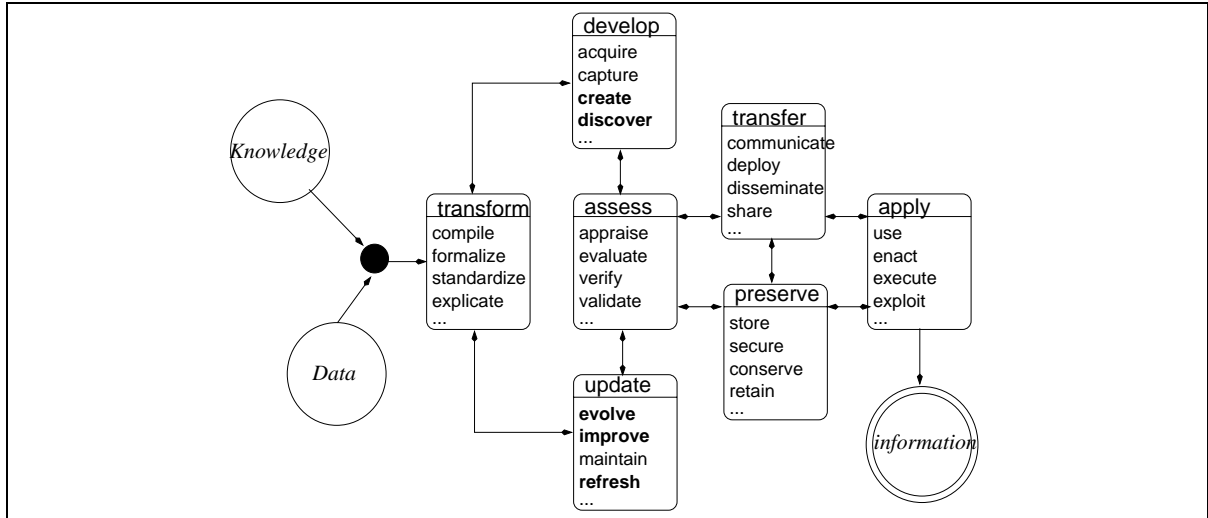 Knowledge
Data
transform
compile
formalize
standardize
explicate
...
develop
acquire
capture
create
discover
...
assess
appraise
evaluate
verify
validate
...
update
evolve
improve
maintain
refresh
...
transfer
communicate
deploy
disseminate
share
...
preserve
store
secure
conserve
retain
...
apply
use
enact
execute
exploit
...
information